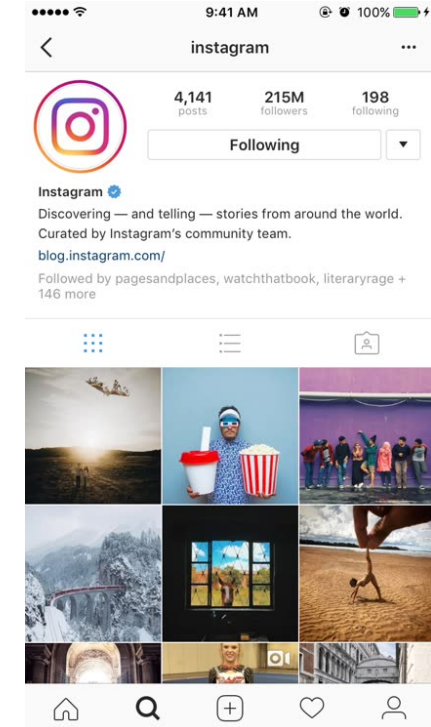 9:41 AM 100%
instagram
4,141 215M 198
posts followers following
Following
Instagram
Discovering — and telling — stories from around the world.
Curated by Instagram's community team.
blog.instagram.com/
Followed by pagesandplaces, watchthatbook, literaryrage +
146 more